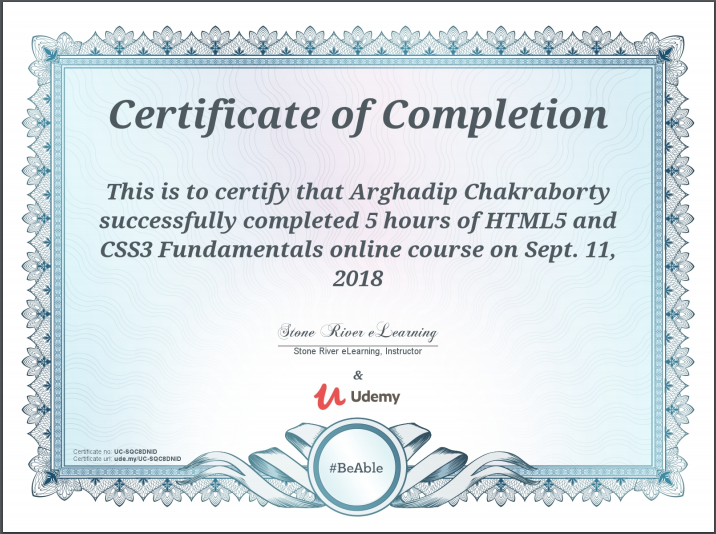 Certificate of Completion
This is to certify that Arghadip Chakraborty
successfully completed 5 hours of HTML5 and
CSS3 Fundamentals online course on Sept. 11,
2018
Stone River eLearning
Stone River eLearning, Instructor
&
Udemy
Certificate no: UC-SQC8DNID
Certificate url: ude.my/UC-SQC8DNID
#BeAble